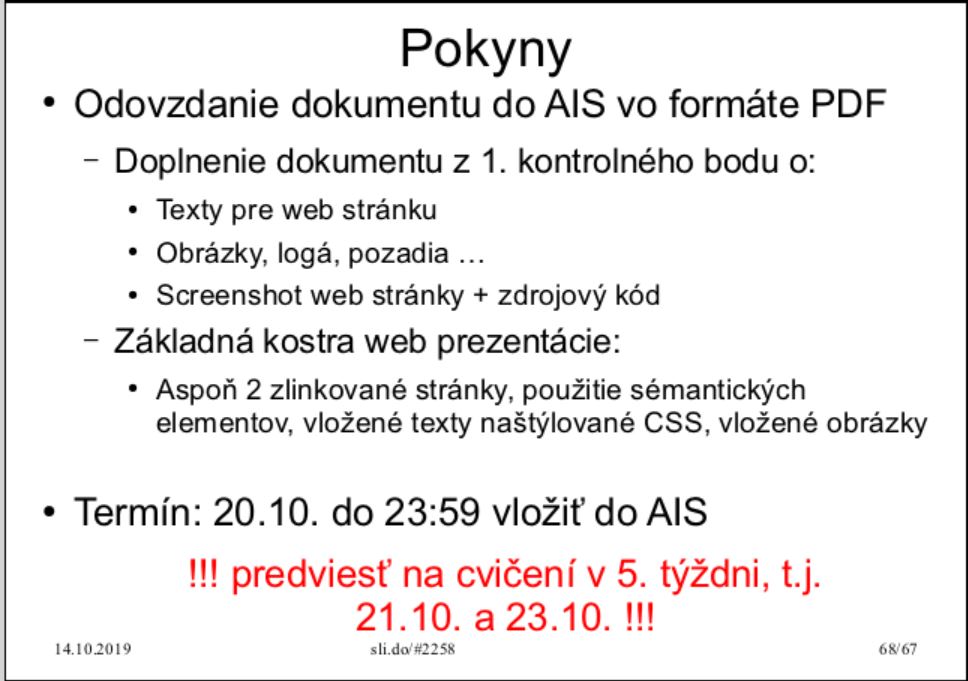 Pokyny
• Odovzdanie dokumentu do AIS vo formáte PDF
– Doplnenie dokumentu z 1. kontrolného bodu o:
• Texty pre web stránku
• Obrázky, logá, pozadia ...
• Screenshot web stránky + zdrojový kód
– Základná kostra web prezentácie:
• Aspoň 2 zlinkované stránky, použitie sémantických
elementov, vložené texty naštýlované CSS, vložené obrázky
• Termín: 20.10. do 23:59 vložiť do AIS
!!! predviesť na cvičení v 5. týždni, t.j.
21.10. a 23.10. !!!
14.10.2019 sli.do/#2258 68/67